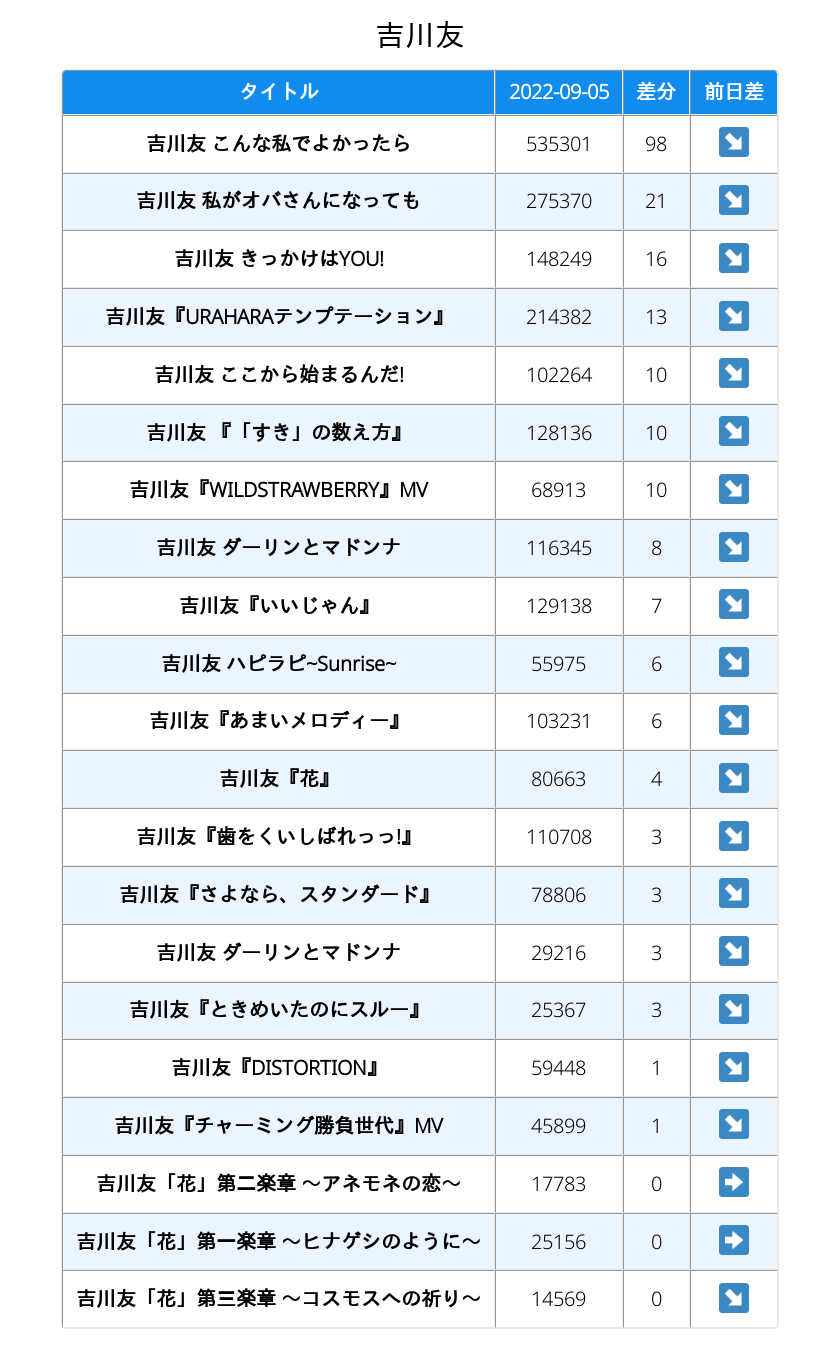 吉川友
タイトル 2022-09-05 差分 前日差
吉川友 こんな私でよかったら 535301 98 ↘
吉川友 私がオバさんになっても 275370 21 ↘
吉川友 きっかけはYOU! 148249 16 ↘
吉川友『URAHARAテンプテーション』 214382 13 ↘
吉川友 ここから始まるんだ! 102264 10 ↘
吉川友 『「すき」の数え方』 128136 10 ↘
吉川友『WILDSTRAWBERRY』MV 68913 10 ↘
吉川友 ダーリンとマドンナ 116345 8 ↘
吉川友『いいじゃん』 129138 7 ↘
吉川友 ハピラピ~Sunrise~ 55975 6 ↘
吉川友『あまいメロディー』 103231 6 ↘
吉川友『花』 80663 4 ↘
吉川友『歯をくいしばれっっ!』 110708 3 ↘
吉川友『さよなら、スタンダード』 78806 3 ↘
吉川友 ダーリンとマドンナ 29216 3 ↘
吉川友『ときめいたのにスルー』 25367 3 ↘
吉川友『DISTORTION』 59448 1 ↘
吉川友『チャーミング勝負世代』MV 45899 1 ↘
吉川友「花」第二楽章 〜アネモネの恋〜 17783 0 ➡
吉川友「花」第一楽章 〜ヒナゲシのように〜 25156 0 ➡
吉川友「花」第三楽章 〜コスモスへの祈り〜 14569 0 ↘